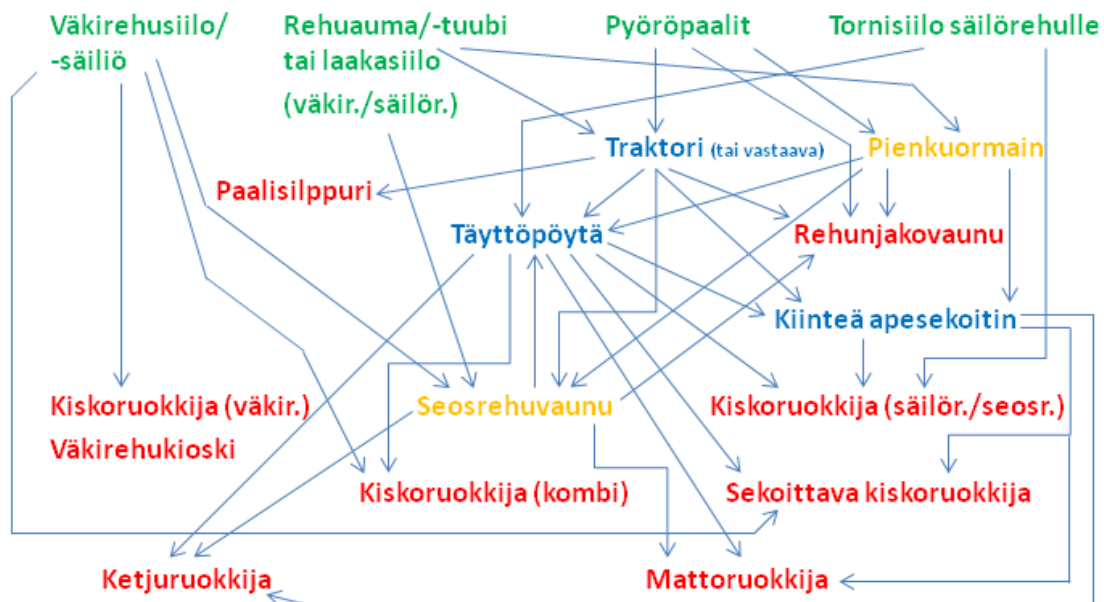 Väkirehusiilo/
-säiliö
Rehuauma/-tuubi
tai laakasiilo
(väkir./säilör.)
Pyöröpaalit
Tornisiilo säilörehulle
Traktori (tai vastaava)
Pienkuormain
Paalisilppuri
Täyttöpöytä
Rehunjakovaunu
Kiinteä apesekoitin
Kiskoruokkija (väkir.)
Väkirehukioski
Seosrehuvaunu
Kiskoruokkija (säilör./seosr.)
Kiskoruokkija (kombi)
Sekoittava kiskoruokkija
Ketjuruokkija
Mattoruokkija